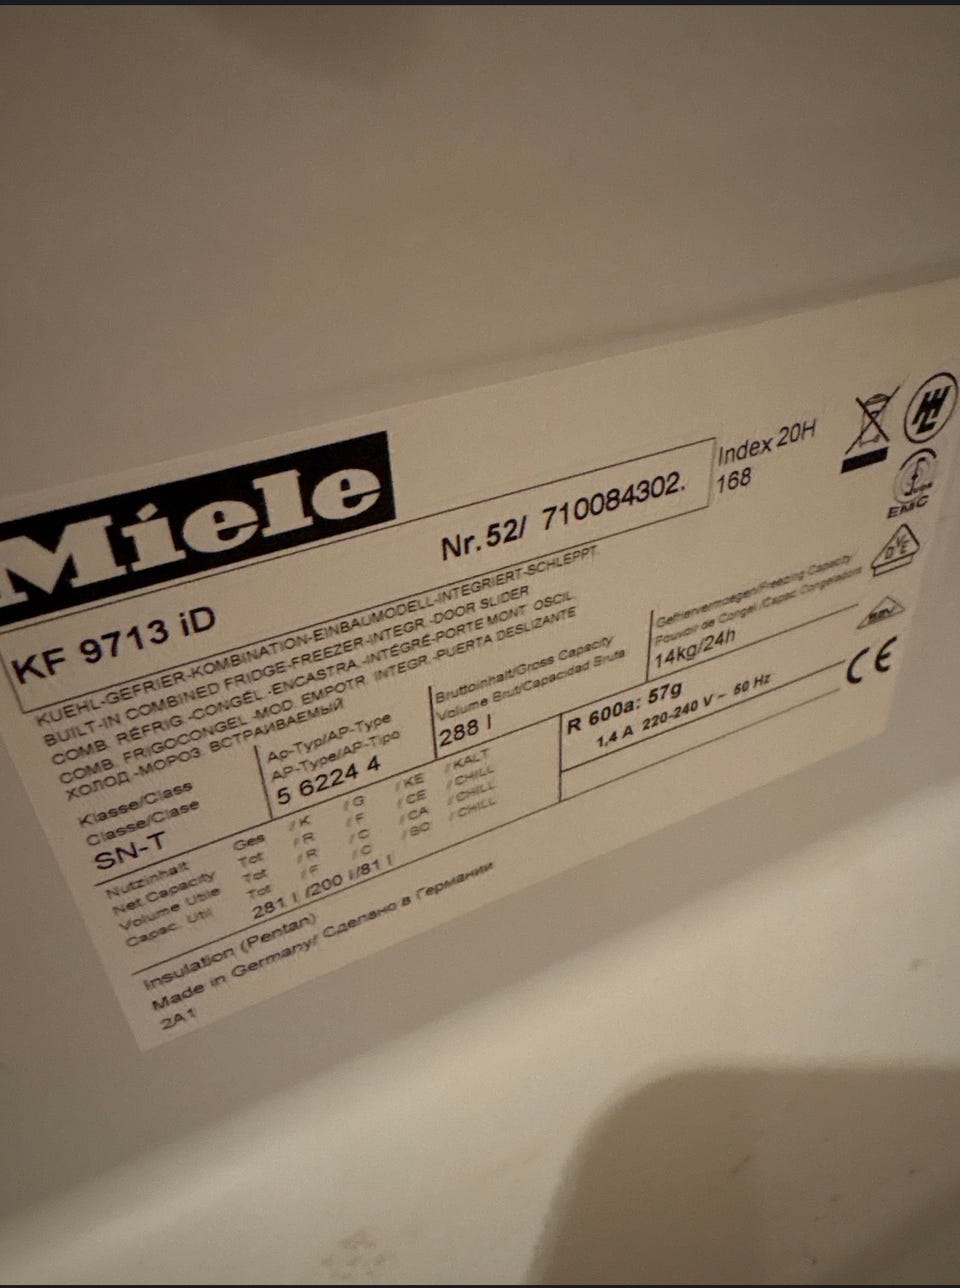 Miele
KF 9713 iD
Nr. 52/ 710084302.
Index 20H
168
KUEHL-GEFRIER-KOMBINATION-EINBAUMODELL-INTEGRIERT-SCHLEPPT.
BUILT-IN COMBINED FRIDGE-FREEZER-INTEGR.-DOOR SLIDER
COMB. RÉFRIG.-CONGÉL.-ENCASTRA.-INTÉGRÉ-PORTE MONT. OSCIL.
COMB. FRIGOCONGEL.-MOD. EMPOTR. INTEGR.-PUERTA DESLIZANTE
ХОЛОД.-МОРОЗ. ВСТРАИВАЕМЫЙ
Klasse/Class
Classe/Clase
SN-T
Ap-Typ/AP-Type
AP-Type/AP-Tipo
5 6224 4
Bruttoinhalt/Gross Capacity
Volume Brut/Capacidad Bruta
288 l
Gefriervermoegen/Freezing Capacity
Pouvoir de Congel./Capac.Congeladora
14kg/24h
Nutzinhalt Ges /K /G /KE /KALT
Net.Capacity Tot /R /F /CE /CHILL
Volume Utile Tot /R /C /CA /CHILL
Capac. Util Tot /F /C /BO /CHILL
281 l /200 l/81 l
R 600a: 57g
1,4 A 220-240 V ~ 50 Hz
Insulation (Pentan)
Made in Germany/ Сделано в Германии
2A1
EMC
DVE
CE